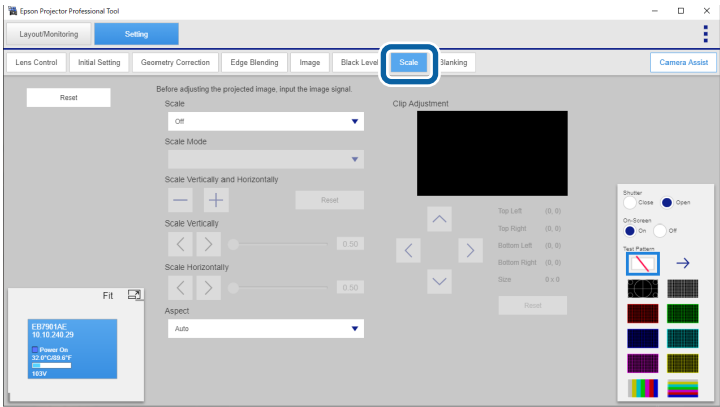 Epson Projector Professional Tool
Layout/Monitoring Setting
Lens Control Initial Setting Geometry Correction Edge Blending Image Black Level Scale Blanking Camera Assist
Reset
Before adjusting the projected image, input the image signal.
Scale
Off
Scale Mode
Scale Vertically and Horizontally
Reset
Scale Vertically
0.50
Scale Horizontally
0.50
Aspect
Auto
Clip Adjustment
Top Left (0, 0)
Top Right (0, 0)
Bottom Left (0, 0)
Bottom Right (0, 0)
Size 0 x 0
Reset
Shutter
Close Open
On-Screen
On Off
Test Pattern
Fit
EB7901AE
10.10.240.29
Power On
32.0°C/89.6°F
103V